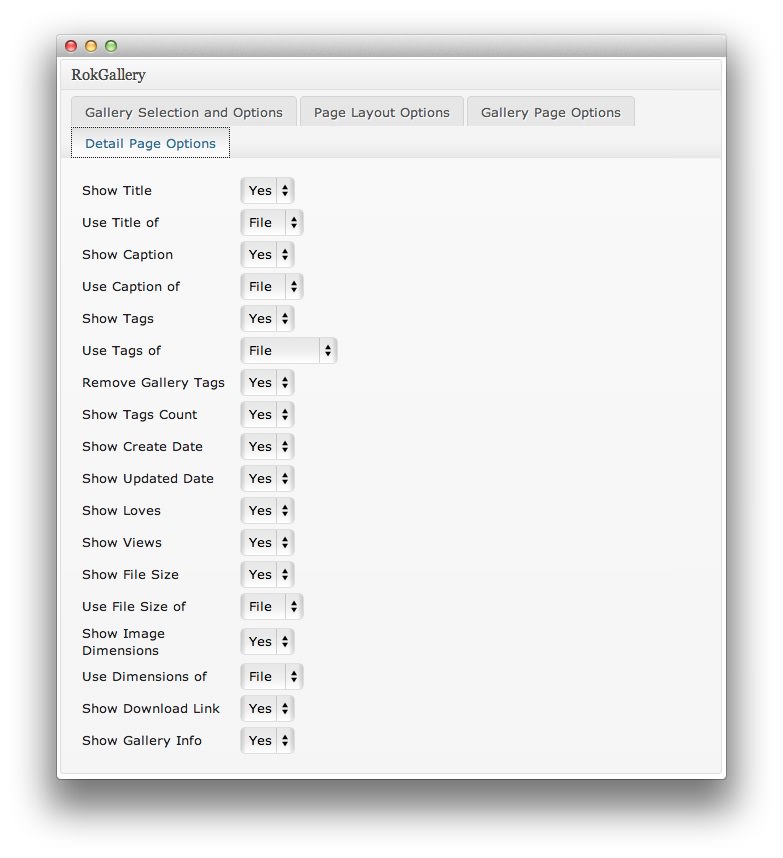 RokGallery
Gallery Selection and Options Page Layout Options Gallery Page Options
Detail Page Options
Show Title Yes
Use Title of File
Show Caption Yes
Use Caption of File
Show Tags Yes
Use Tags of File
Remove Gallery Tags Yes
Show Tags Count Yes
Show Create Date Yes
Show Updated Date Yes
Show Loves Yes
Show Views Yes
Show File Size Yes
Use File Size of File
Show Image
Dimensions Yes
Use Dimensions of File
Show Download Link Yes
Show Gallery Info Yes